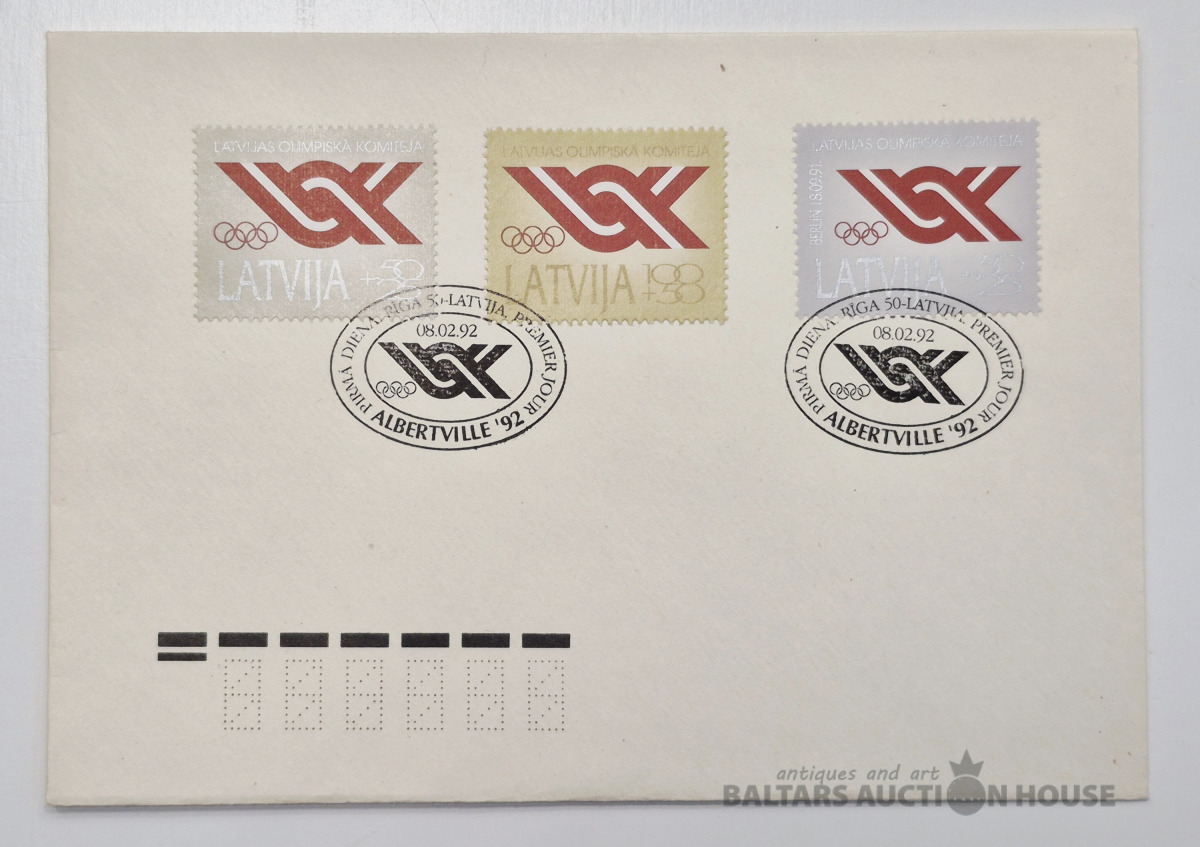 LATVIJAS OLIMPISKĀ KOMITEJA
LATVIJA +50
LATVIJAS OLIMPISKĀ KOMITEJA
LATVIJA 100
+50
LATVIJAS OLIMPISKĀ KOMITEJA
BERLIN 18.09.91.
LATVIJA
PIRMĀ DIENA. RĪGA 50-LATVIJA. PREMIER JOUR
08.02.92
ALBERTVILLE '92
PIRMĀ DIENA. RĪGA 50-LATVIJA. PREMIER JOUR
08.02.92
ALBERTVILLE '92
antiques and art
BALTARS AUCTION HOUSE